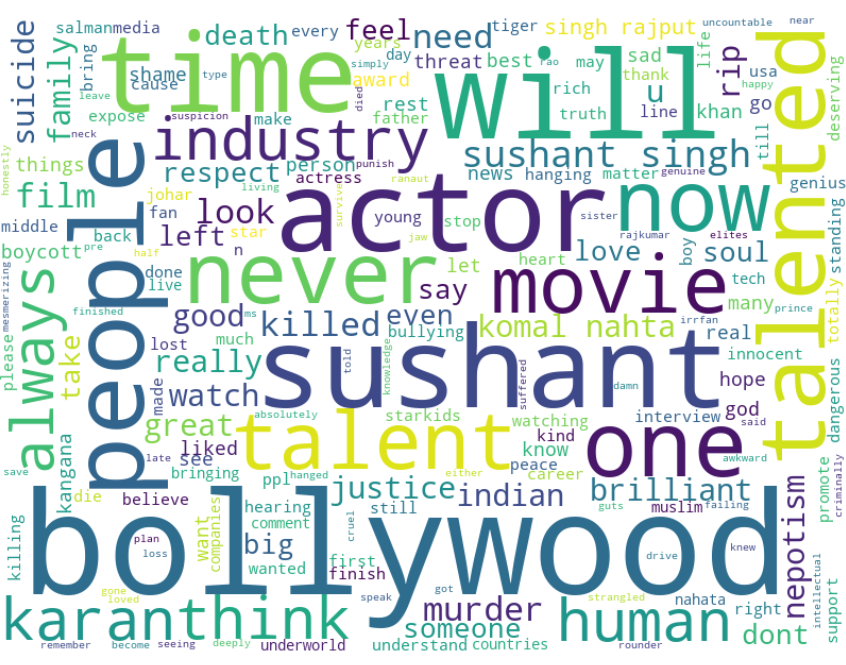 salman
media
death
every
feel
need
tiger
singh rajput
uncountable
near
suicide
family
bring
time
years
day
threat
best
rao
may
sad
life
rip
shame
cause
type
simply
award
will
thank
usa
happy
talented
deserving
leave
expose
suspicion
make
died
rest
father
rich
truth
u
line
khan
go
till
neck
industry
sushant singh
honestly
things
people
respect
person
punish
actress
ranaut
news
hanging
matter
genuine
genius
film
johar
living
survive
actor
now
middle
fan
look
young
stop
sister
rajkumar
elites
standing
boycott
pre
back
left
star
n
jaw
love
boy
soul
half
always
done
live
never
let
heart
movie
tech
many
prince
mesmerizing
finished
say
good
ms
killed
even
bullying
komal nahta
irrfan
real
totally
please
take
lost
much
really
told
knowledge
sushant
suffered
damn
innocent
dangerous
made
watch
hope
god
said
great
absolutely
starkids
watching
interview
liked
talent
kind
know
one
kangana
late
see
either
peace
awkward
save
bringing
ppl
hanged
career
criminally
die
believe
justice
indian
brilliant
promote
want
companies
hearing
still
muslim
failing
nepotism
killing
plan
comment
cruel
guts
loss
big
bollywood
knew
drive
first
wanted
finish
intellectual
gone
loved
speak
got
strangled
nahata
right
support
karan
think
murder
human
someone
dont
remember
become
seeing
deeply
underworld
understand
countries
rounder